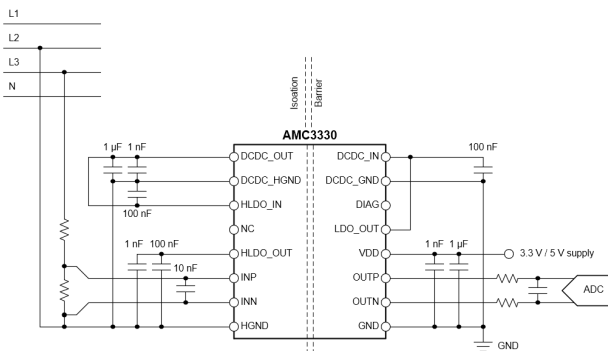 L1
L2
L3
N
Isoation
Barrier
AMC3330
1 µF 1 nF
100 nF
DCDC_OUT
DCDC_IN
DCDC_HGND
DCDC_GND
HLDO_IN
DIAG
100 nF
NC
LDO_OUT
1 nF 100 nF
HLDO_OUT
VDD
1 nF 1 µF
3.3 V / 5 V supply
10 nF
INP
OUTP
ADC
INN
OUTN
HGND
GND
GND